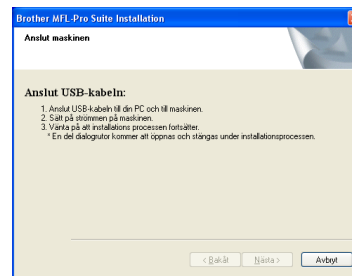 Brother MFL-Pro Suite Installation
Anslut maskinen
Anslut USB-kabeln:
1. Anslut USB-kabeln till din PC och till maskinen.
2. Sätt på strömmen på maskinen.
3. Vänta på att installations processen fortsätter.
* En del dialogrutor kommer att öppnas och stängas under installationsprocessen.
< Bakåt Nästa > Avbryt